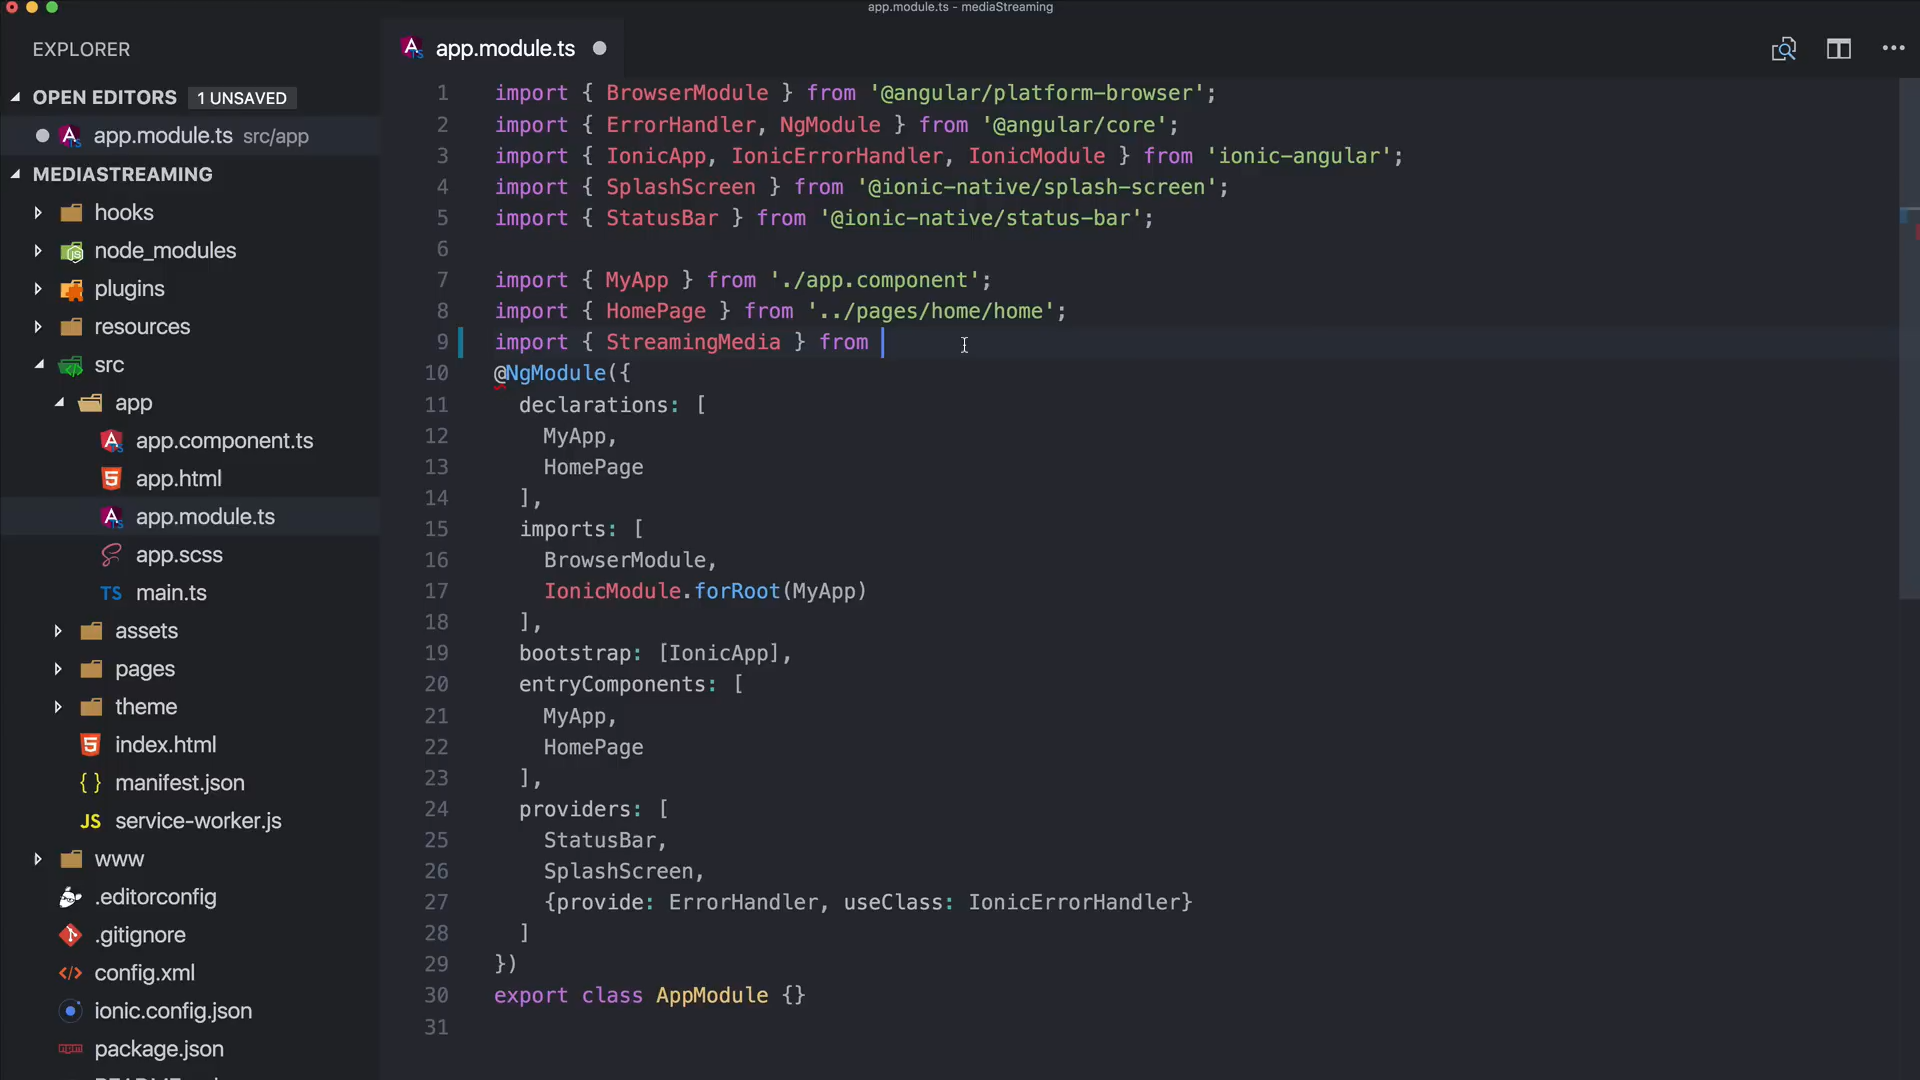 app.module.ts - mediaStreaming
EXPLORER
OPEN EDITORS 1 UNSAVED
app.module.ts src/app
MEDIASTREAMING
hooks
node_modules
plugins
resources
src
app
app.component.ts
app.html
app.module.ts
app.scss
TS main.ts
assets
pages
theme
index.html
{ } manifest.json
JS service-worker.js
www
.editorconfig
.gitignore
config.xml
ionic.config.json
package.json
app.module.ts
1 import { BrowserModule } from '@angular/platform-browser';
2 import { ErrorHandler, NgModule } from '@angular/core';
3 import { IonicApp, IonicErrorHandler, IonicModule } from 'ionic-angular';
4 import { SplashScreen } from '@ionic-native/splash-screen';
5 import { StatusBar } from '@ionic-native/status-bar';
6
7 import { MyApp } from './app.component';
8 import { HomePage } from '../pages/home/home';
9 import { StreamingMedia } from
10 @NgModule({
11 declarations: [
12 MyApp,
13 HomePage
14 ],
15 imports: [
16 BrowserModule,
17 IonicModule.forRoot(MyApp)
18 ],
19 bootstrap: [IonicApp],
20 entryComponents: [
21 MyApp,
22 HomePage
23 ],
24 providers: [
25 StatusBar,
26 SplashScreen,
27 {provide: ErrorHandler, useClass: IonicErrorHandler}
28 ]
29 })
30 export class AppModule {}
31